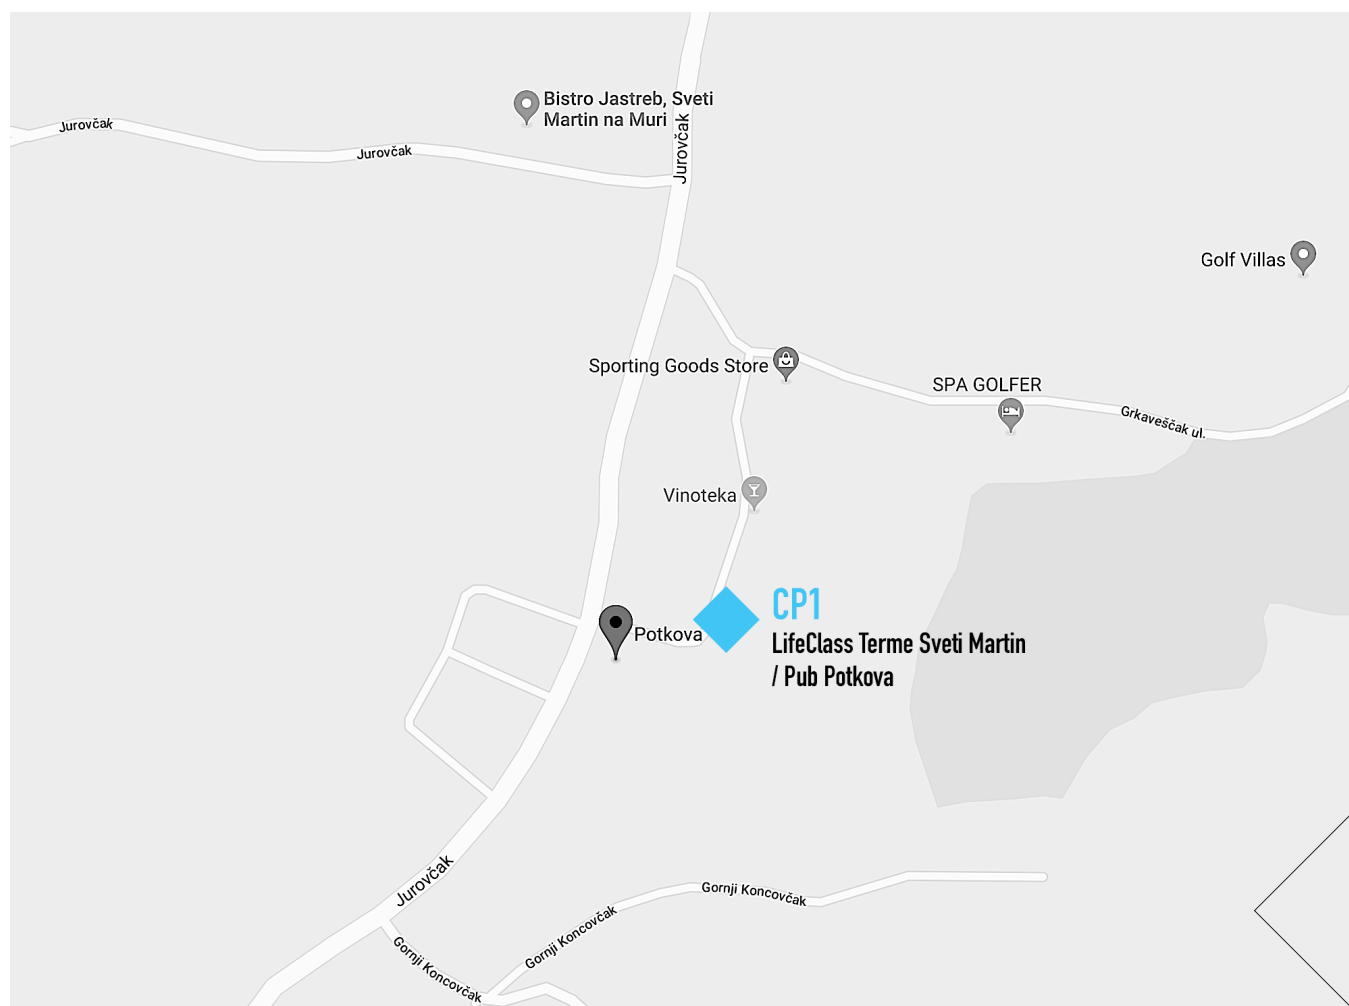 Bistro Jastreb, Sveti
Martin na Muri
Jurovčak
Jurovčak
Jurovčak
Golf Villas
Sporting Goods Store
SPA GOLFER
Grkaveščak ul.
Vinoteka
CP1
Potkova
LifeClass Terme Sveti Martin
/ Pub Potkova
Jurovčak
Gornji Koncovčak
Gornji Koncovčak
Gornji Koncovčak